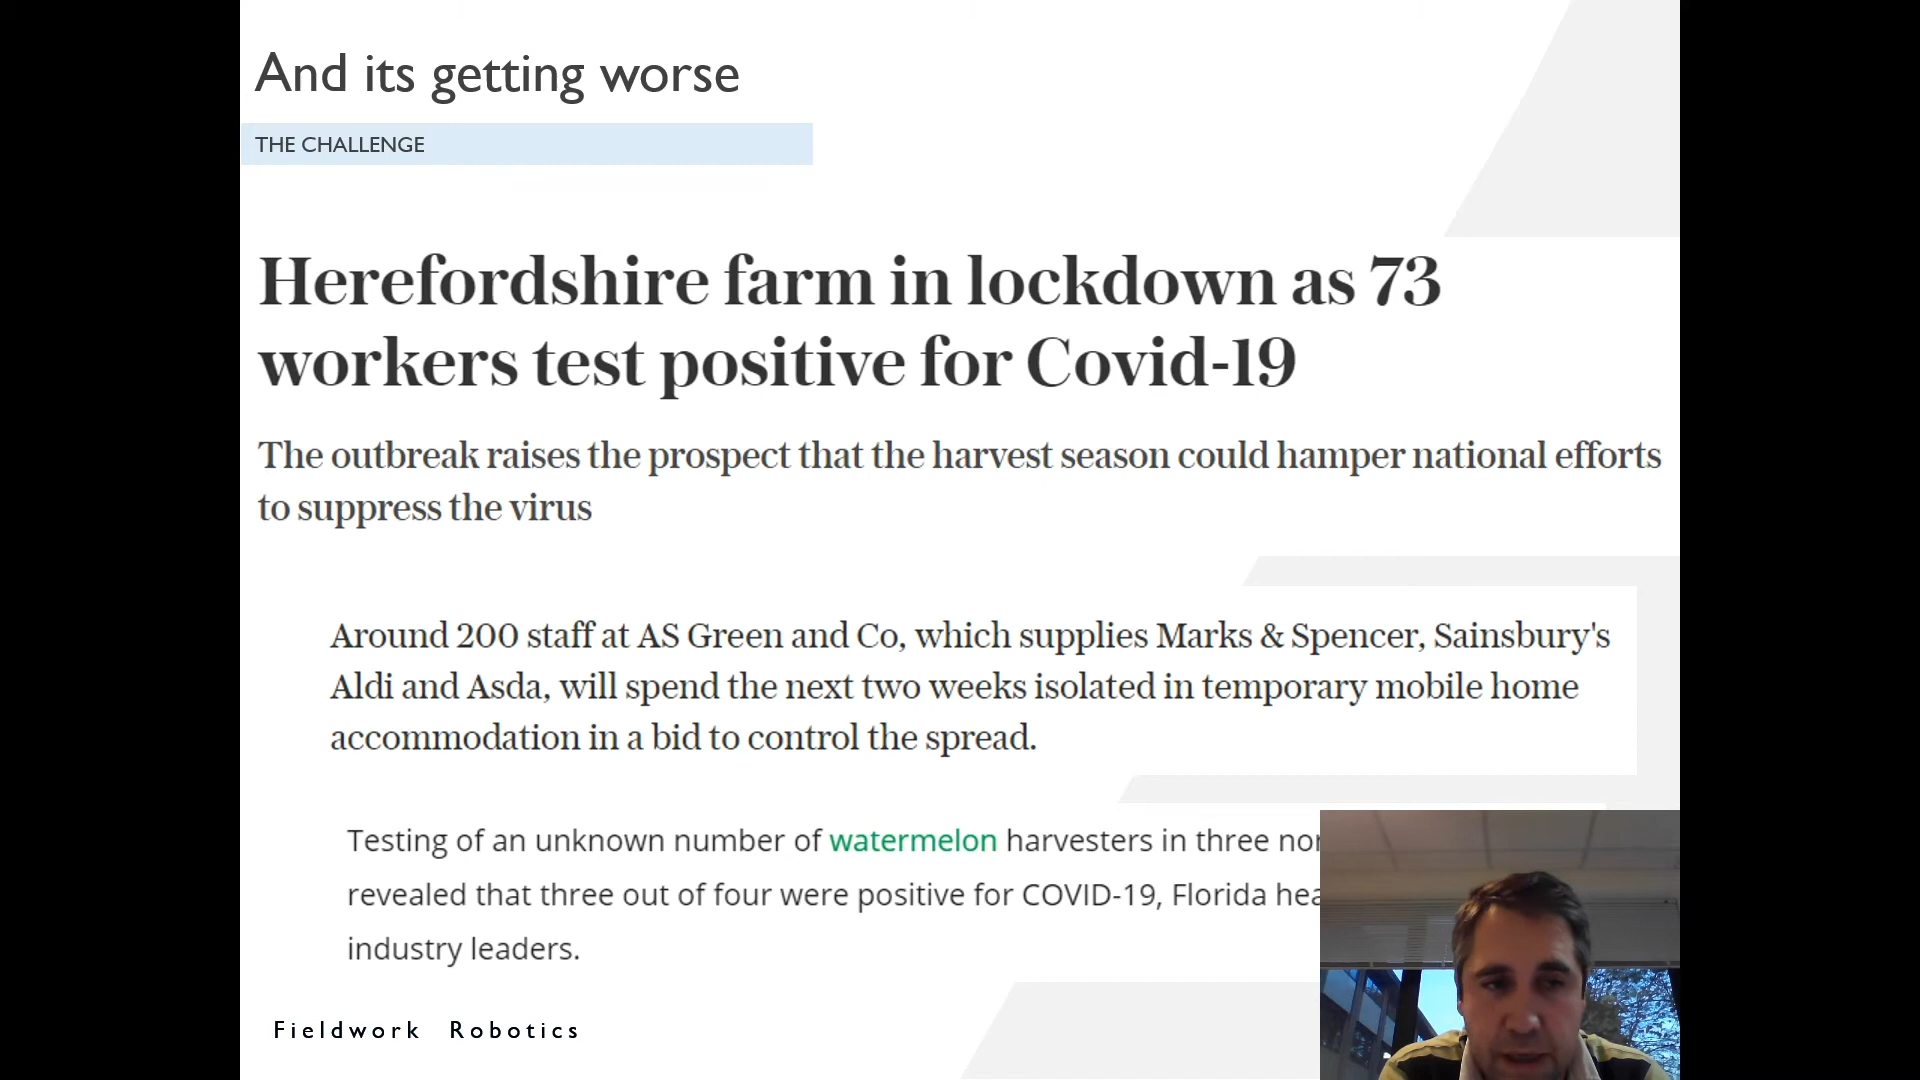 And its getting worse
THE CHALLENGE
Herefordshire farm in lockdown as 73
workers test positive for Covid-19
The outbreak raises the prospect that the harvest season could hamper national efforts
to suppress the virus
Around 200 staff at AS Green and Co, which supplies Marks & Spencer, Sainsbury's
Aldi and Asda, will spend the next two weeks isolated in temporary mobile home
accommodation in a bid to control the spread.
Testing of an unknown number of watermelon harvesters in three
revealed that three out of four were positive for COVID-19, Florida
industry leaders.
Fieldwork Robotics